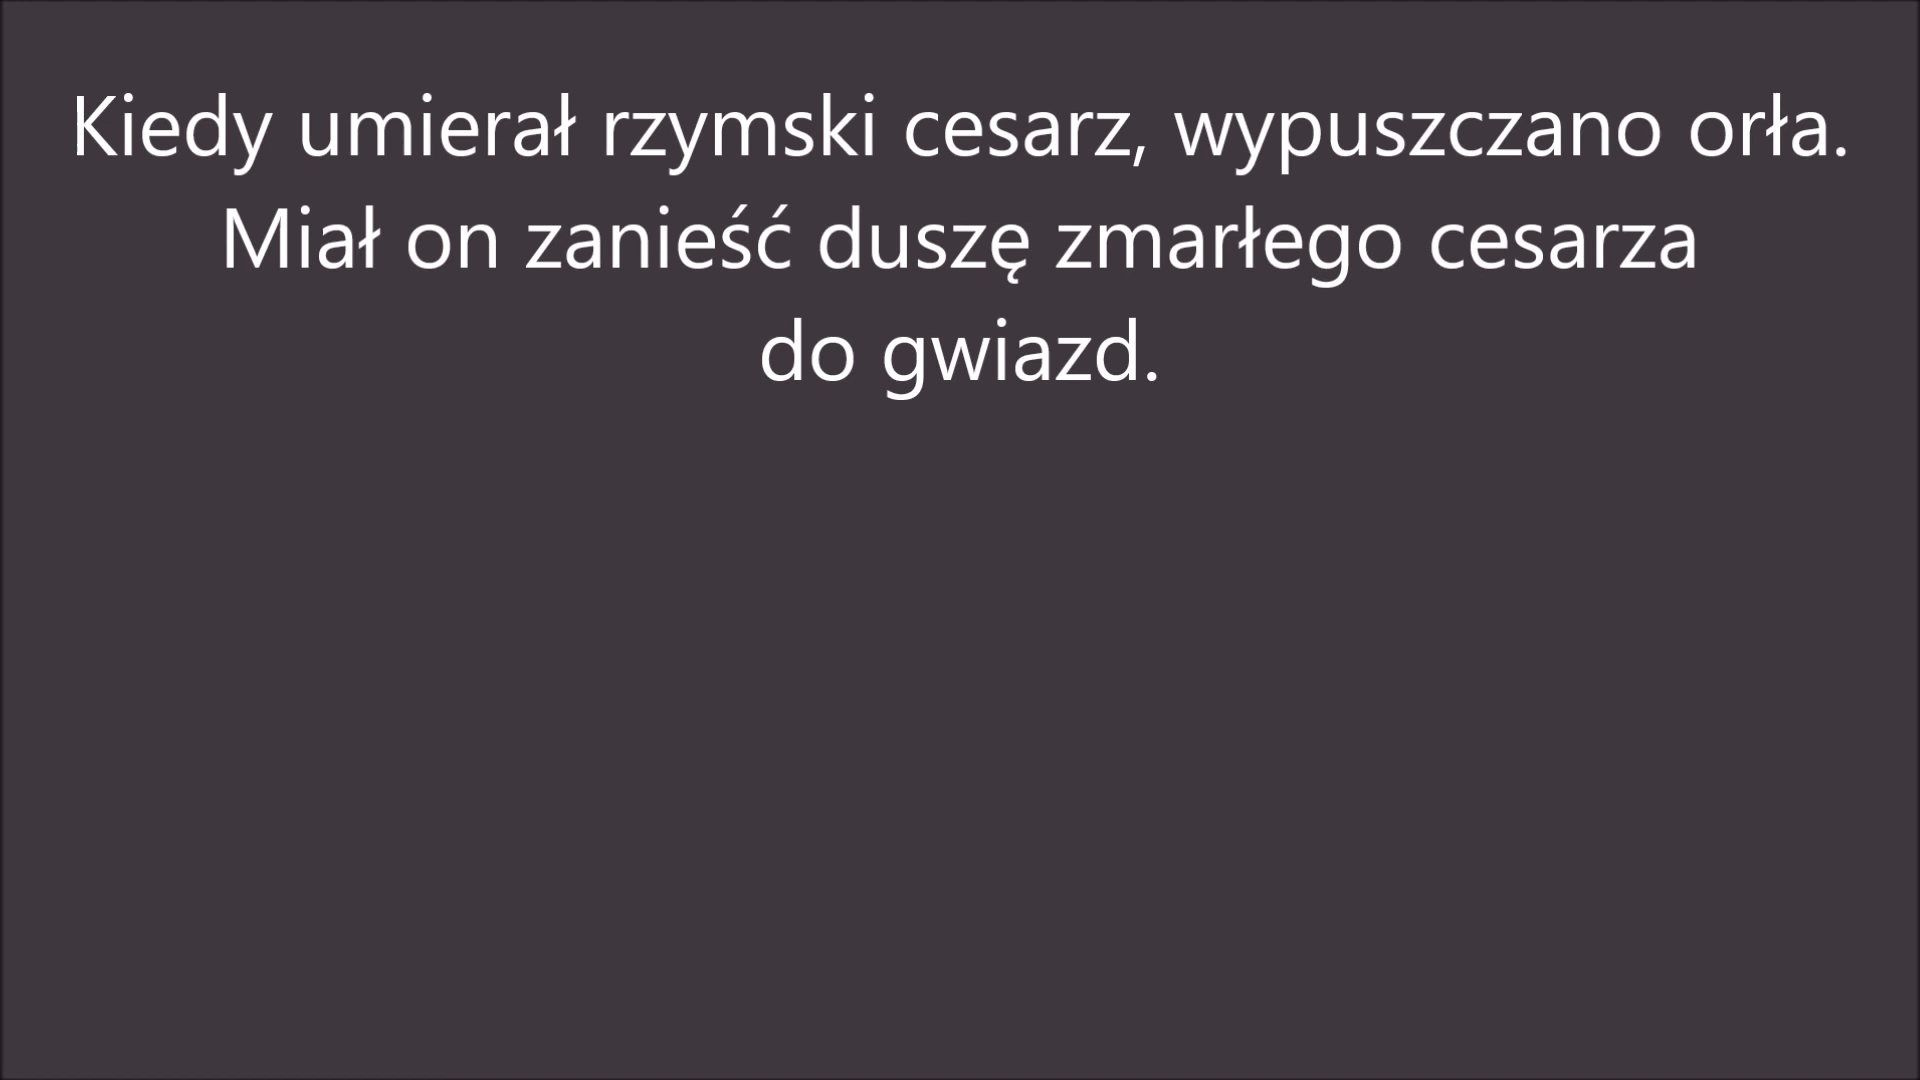 Kiedy umierał rzymski cesarz, wypuszczano orła.
Miał on zanieść duszę zmarłego cesarza
do gwiazd.